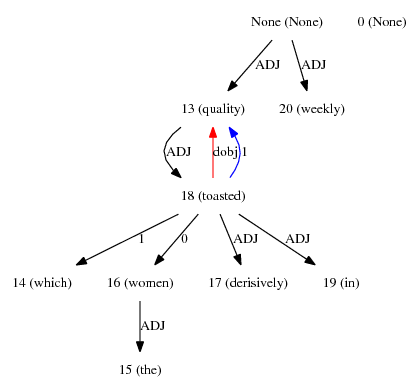 None (None) 0 (None)
ADJ ADJ
13 (quality) 20 (weekly)
ADJ dobj 1
18 (toasted)
1 0 ADJ ADJ
14 (which) 16 (women) 17 (derisively) 19 (in)
ADJ
15 (the)